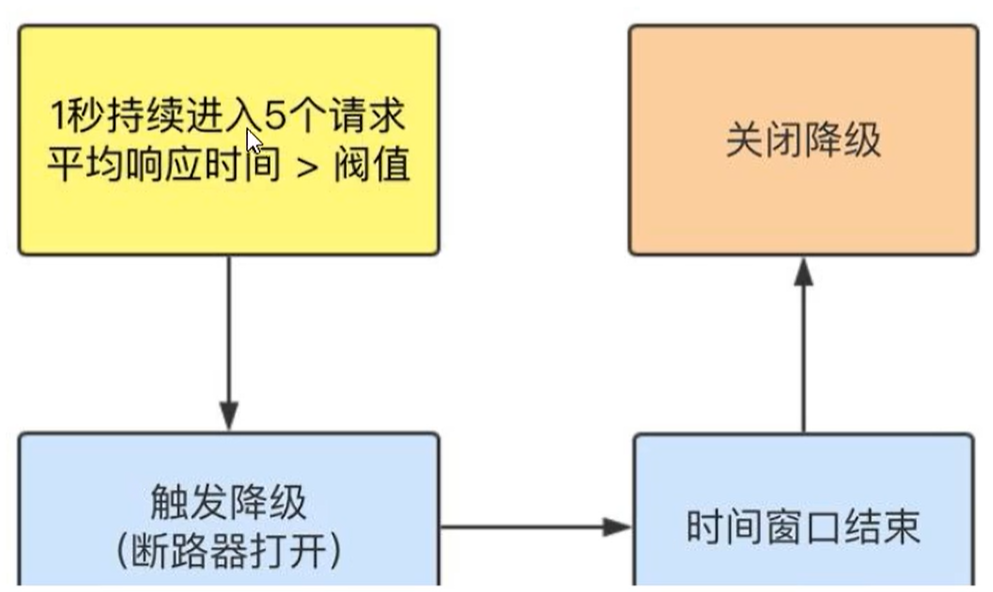 1秒持续进入5个请求
平均响应时间 > 阀值
关闭降级
触发降级
(断路器打开)
时间窗口结束